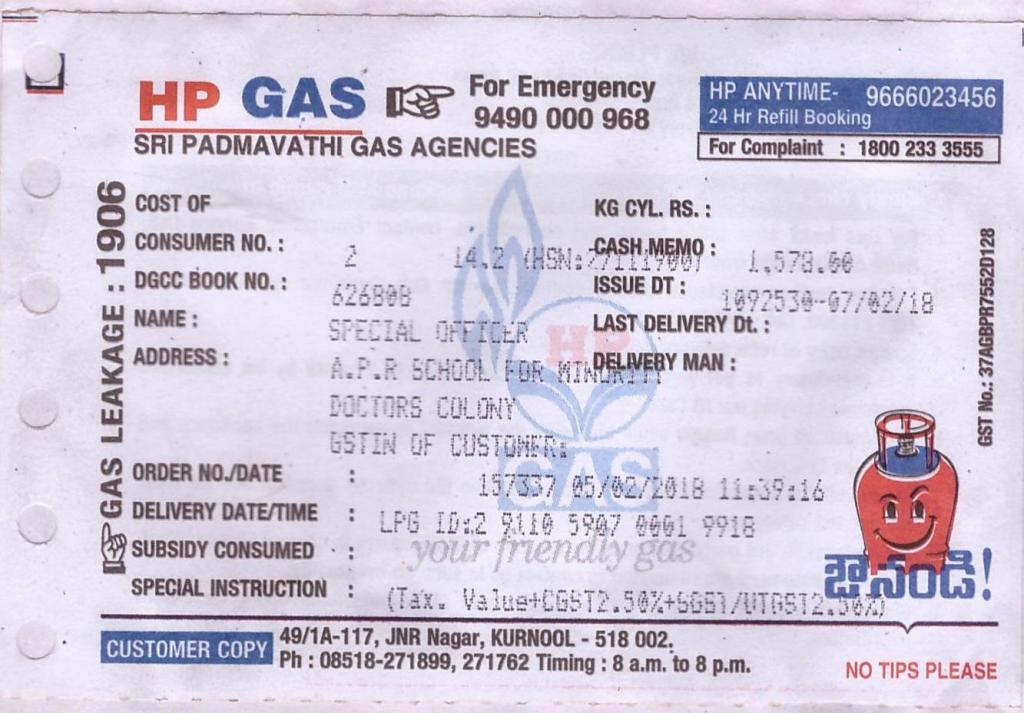 HP GAS
For Emergency
9490 000 968
HP ANYTIME- 9666023456
24 Hr Refill Booking
SRI PADMAVATHI GAS AGENCIES
For Complaint : 1800 233 3555
GAS LEAKAGE : 1906
COST OF KG CYL. RS. :
CONSUMER NO. : 2 14.2 (HSN:27111900) CASH MEMO : 1,578.00
DGCC BOOK NO. : 626808 ISSUE DT : 1092530-07/02/18
NAME : SPECIAL OFFICER LAST DELIVERY Dt. :
ADDRESS : A.P.R SCHOOL FOR MINORITY DELIVERY MAN :
DOCTORS COLONY
GSTIN OF CUSTOMER:
HP
GAS
your friendly gas
ORDER NO./DATE : 157337 05/02/2018 11:39:16
DELIVERY DATE/TIME : LPG ID:2 9110 5907 0001 9918
SUBSIDY CONSUMED :
SPECIAL INSTRUCTION : (Tax. Value+CGST2.50%+SGST/UTGST2.50%)
GST No.: 37AGBPR7552D128
CUSTOMER COPY
49/1A-117, JNR Nagar, KURNOOL - 518 002.
Ph : 08518-271899, 271762 Timing : 8 a.m. to 8 p.m.
NO TIPS PLEASE